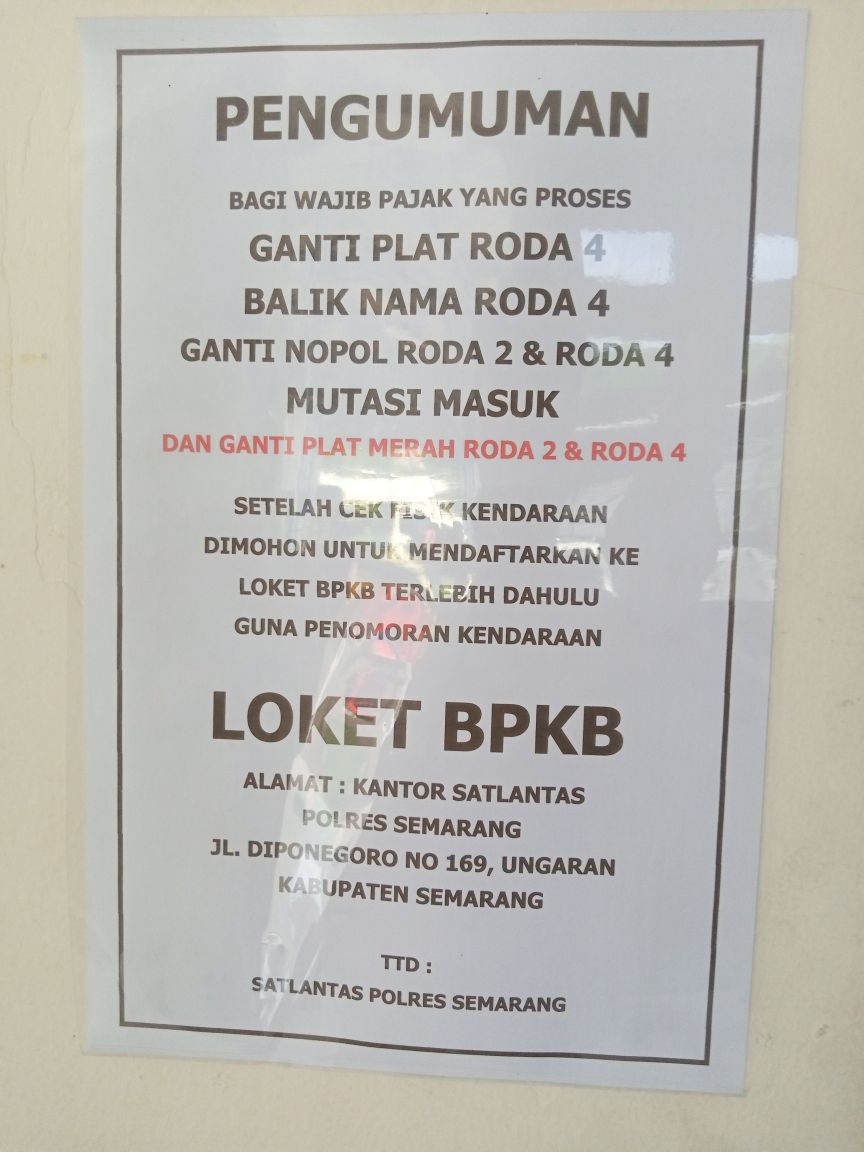 PENGUMUMAN
BAGI WAJIB PAJAK YANG PROSES
GANTI PLAT RODA 4
BALIK NAMA RODA 4
GANTI NOPOL RODA 2 & RODA 4
MUTASI MASUK
DAN GANTI PLAT MERAH RODA 2 & RODA 4
SETELAH CEK FISIK KENDARAAN
DIMOHON UNTUK MENDAFTARKAN KE
LOKET BPKB TERLEBIH DAHULU
GUNA PENOMORAN KENDARAAN
LOKET BPKB
ALAMAT : KANTOR SATLANTAS
POLRES SEMARANG
JL. DIPONEGORO NO 169, UNGARAN
KABUPATEN SEMARANG
TTD :
SATLANTAS POLRES SEMARANG